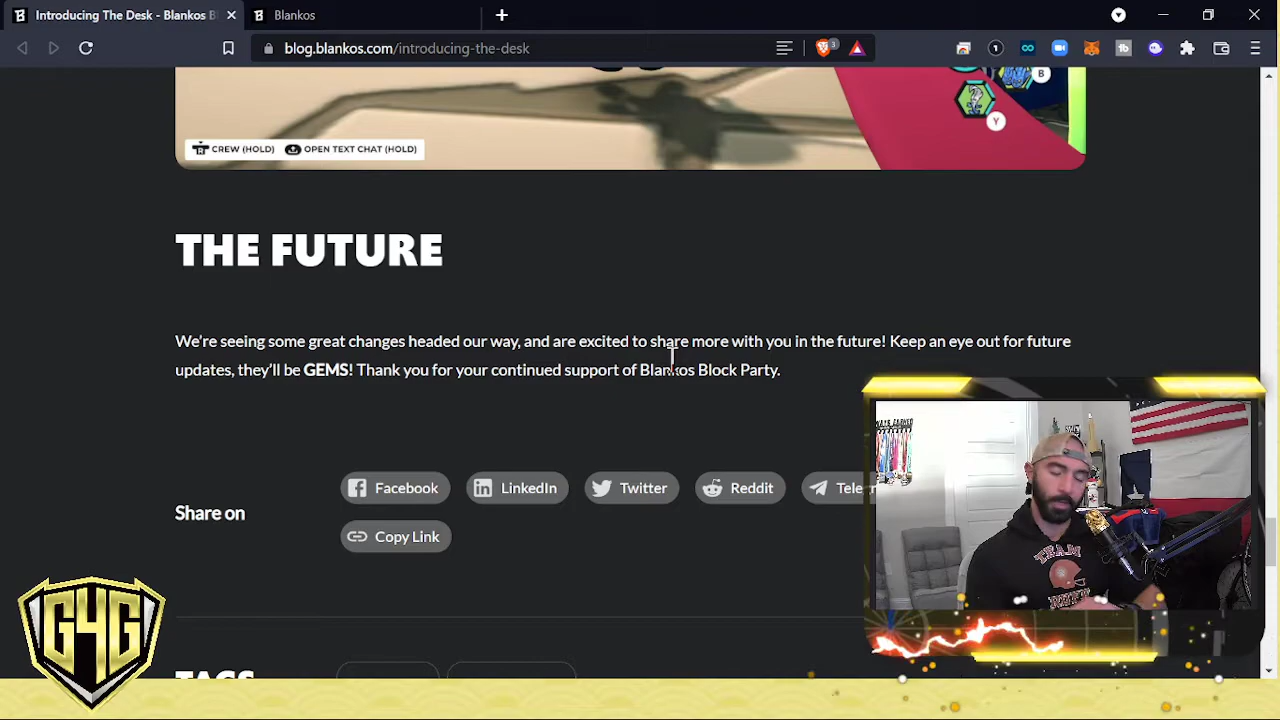 Introducing The Desk - Blankos B
Blankos
blog.blankos.com/introducing-the-desk
3
B
Y
CREW (HOLD) OPEN TEXT CHAT (HOLD)
THE FUTURE
We're seeing some great changes headed our way, and are excited to share more with you in the future! Keep an eye out for future
updates, they'll be GEMS! Thank you for your continued support of Blankos Block Party.
Share on
Facebook LinkedIn Twitter Reddit
Copy Link
TEAM
G4G
TAGS